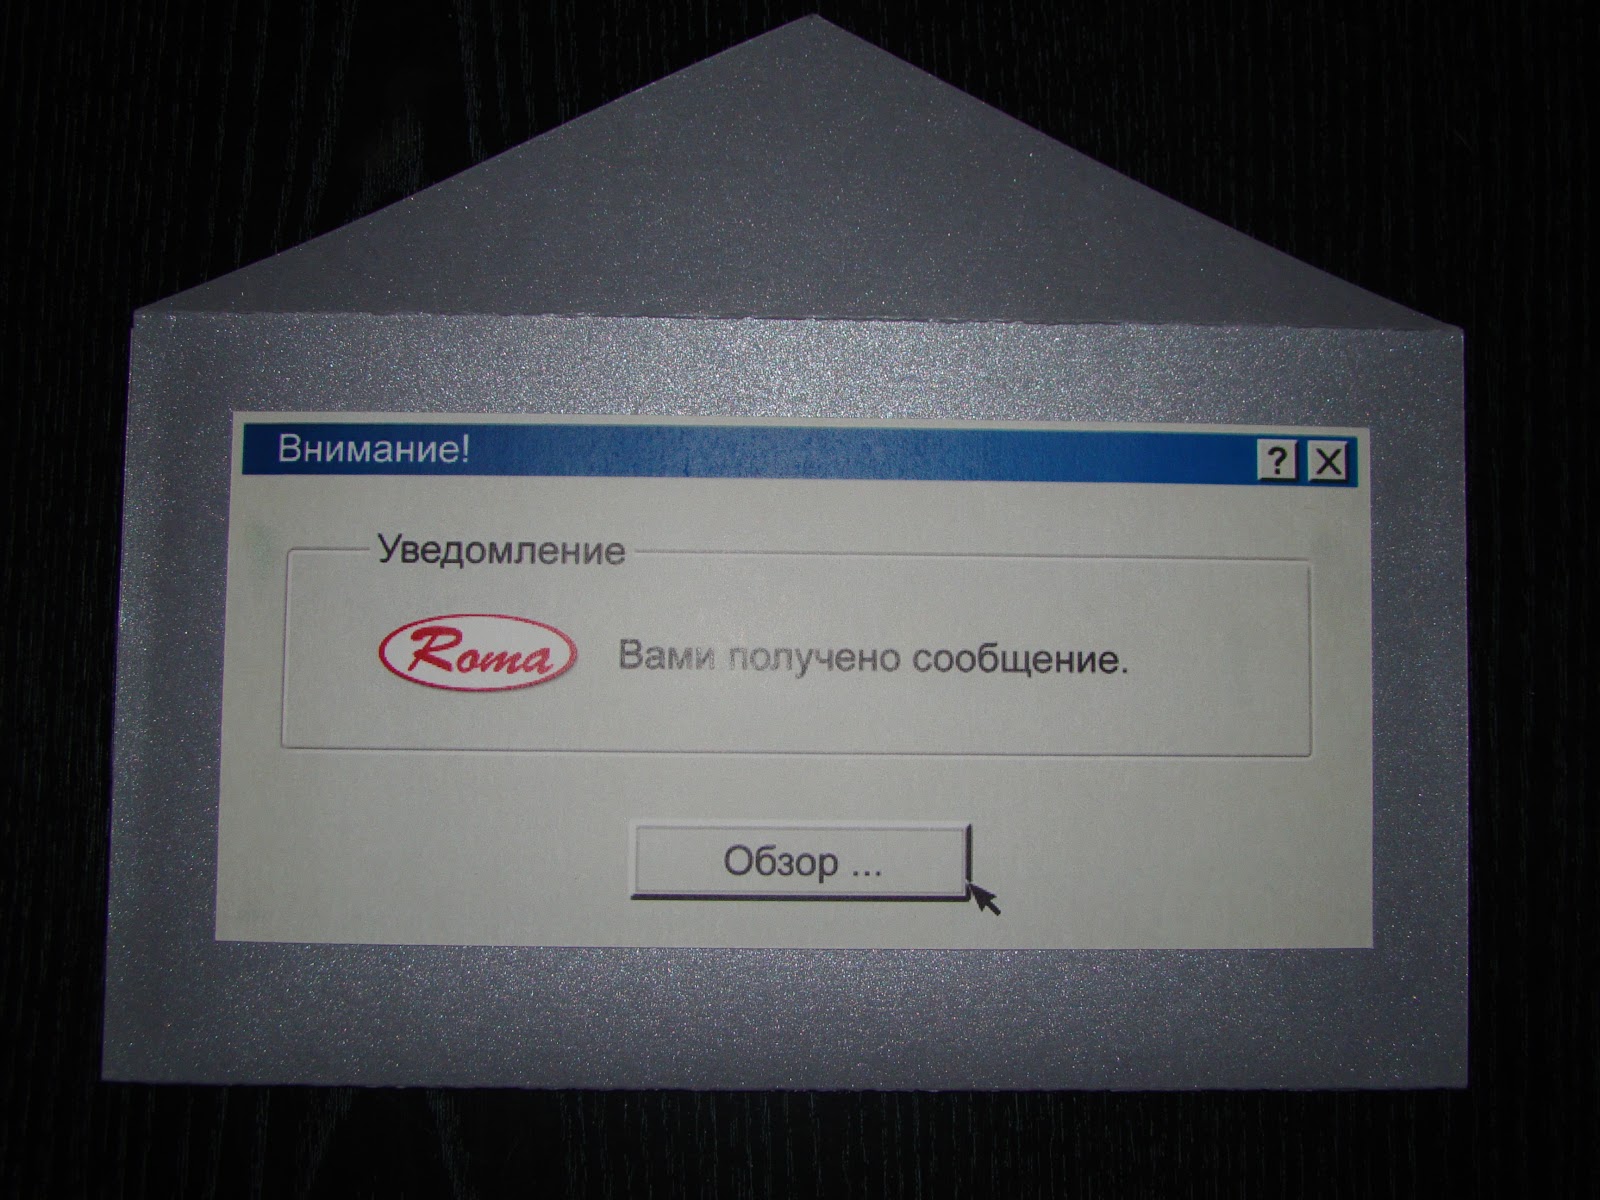 Внимание!
? X
Уведомление
Roma
Вами получено сообщение.
Обзор ...